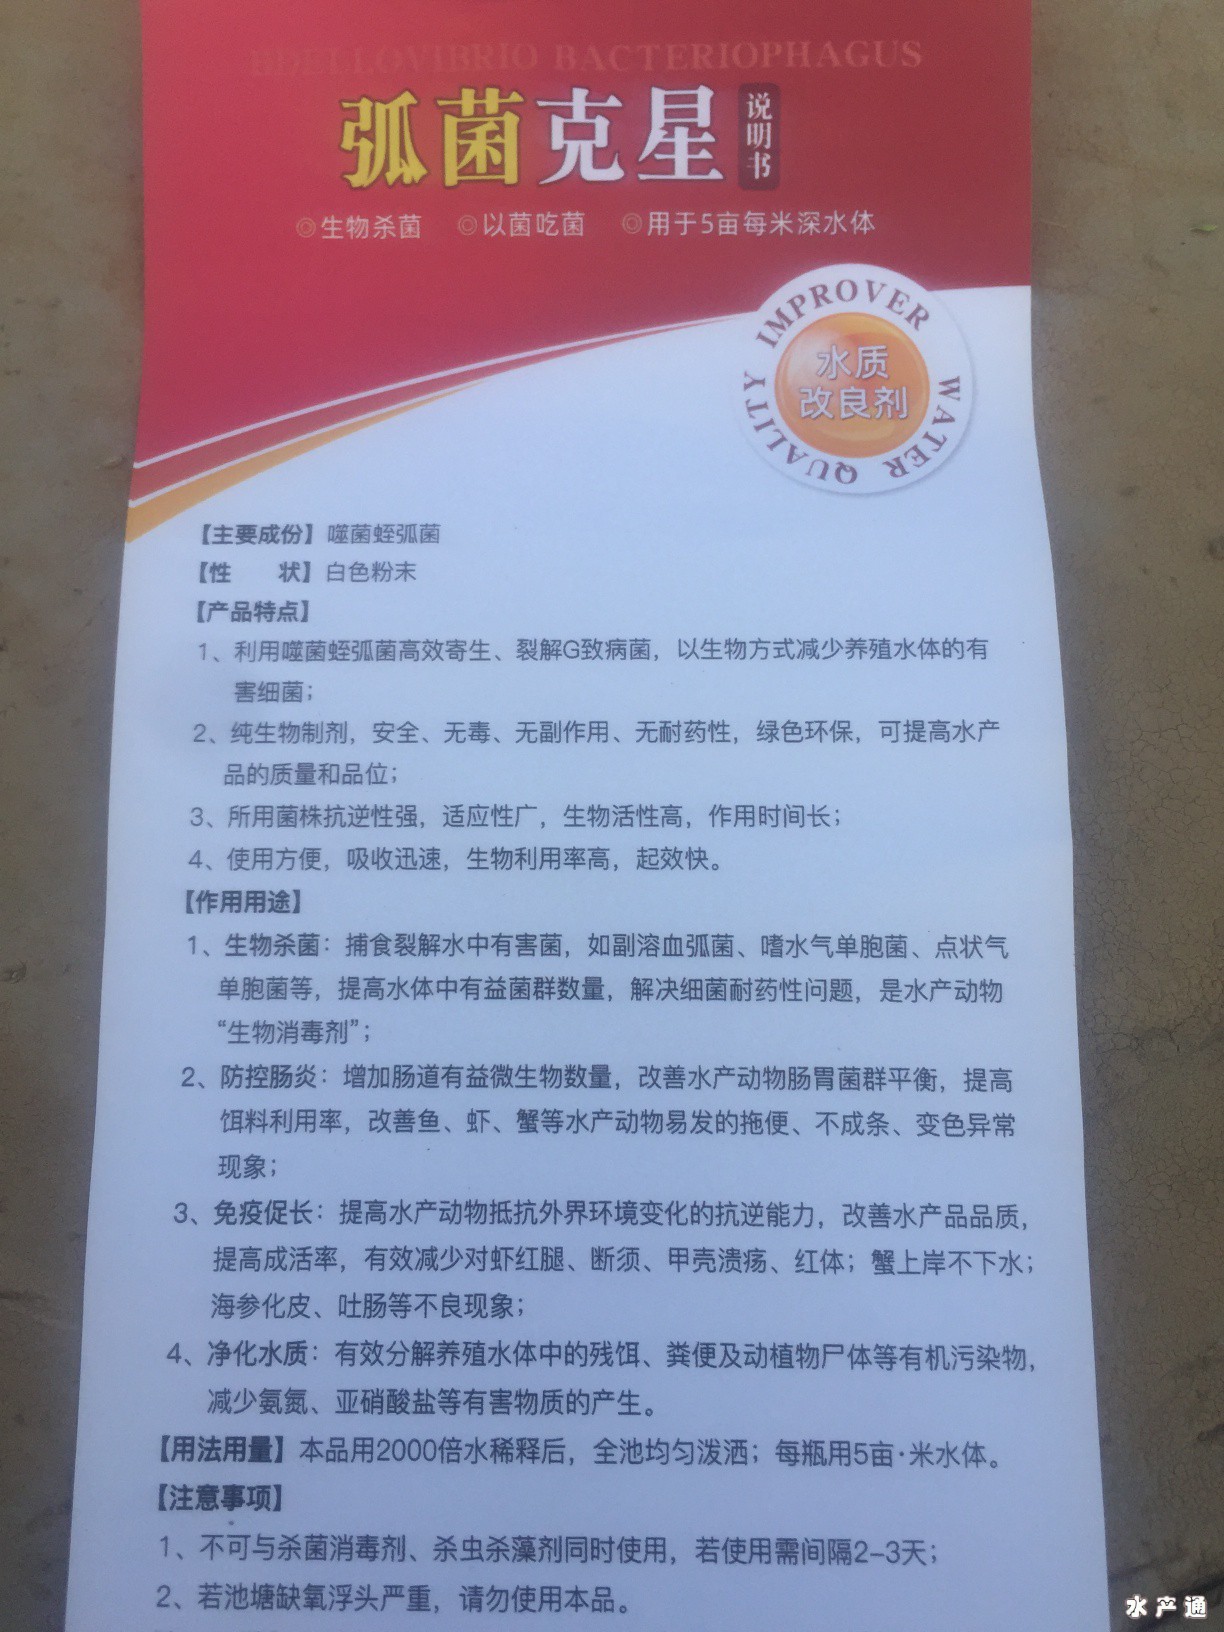 BDELLOVIBRIO BACTERIOPHAGUS
弧菌克星 说明书
◎生物杀菌 ◎以菌吃菌 ◎用于5亩每米深水体
WATER QUALITY IMPROVER
水质
改良剂
【主要成份】噬菌蛭弧菌
【性 状】白色粉末
【产品特点】
1、利用噬菌蛭弧菌高效寄生、裂解G致病菌，以生物方式减少养殖水体的有
害细菌；
2、纯生物制剂，安全、无毒、无副作用、无耐药性，绿色环保，可提高水产
品的质量和品位；
3、所用菌株抗逆性强，适应性广，生物活性高，作用时间长；
4、使用方便，吸收迅速，生物利用率高，起效快。
【作用用途】
1、生物杀菌：捕食裂解水中有害菌，如副溶血弧菌、嗜水气单胞菌、点状气
单胞菌等，提高水体中有益菌群数量，解决细菌耐药性问题，是水产动物
“生物消毒剂”；
2、防控肠炎：增加肠道有益微生物数量，改善水产动物肠胃菌群平衡，提高
饵料利用率，改善鱼、虾、蟹等水产动物易发的拖便、不成条、变色异常
现象；
3、免疫促长：提高水产动物抵抗外界环境变化的抗逆能力，改善水产品品质，
提高成活率，有效减少对虾红腿、断须、甲壳溃疡、红体；蟹上岸不下水；
海参化皮、吐肠等不良现象；
4、净化水质：有效分解养殖水体中的残饵、粪便及动植物尸体等有机污染物，
减少氨氮、亚硝酸盐等有害物质的产生。
【用法用量】本品用2000倍水稀释后，全池均匀泼洒；每瓶用5亩·米水体。
【注意事项】
1、不可与杀菌消毒剂、杀虫杀藻剂同时使用，若使用需间隔2-3天；
2、若池塘缺氧浮头严重，请勿使用本品。
水产通